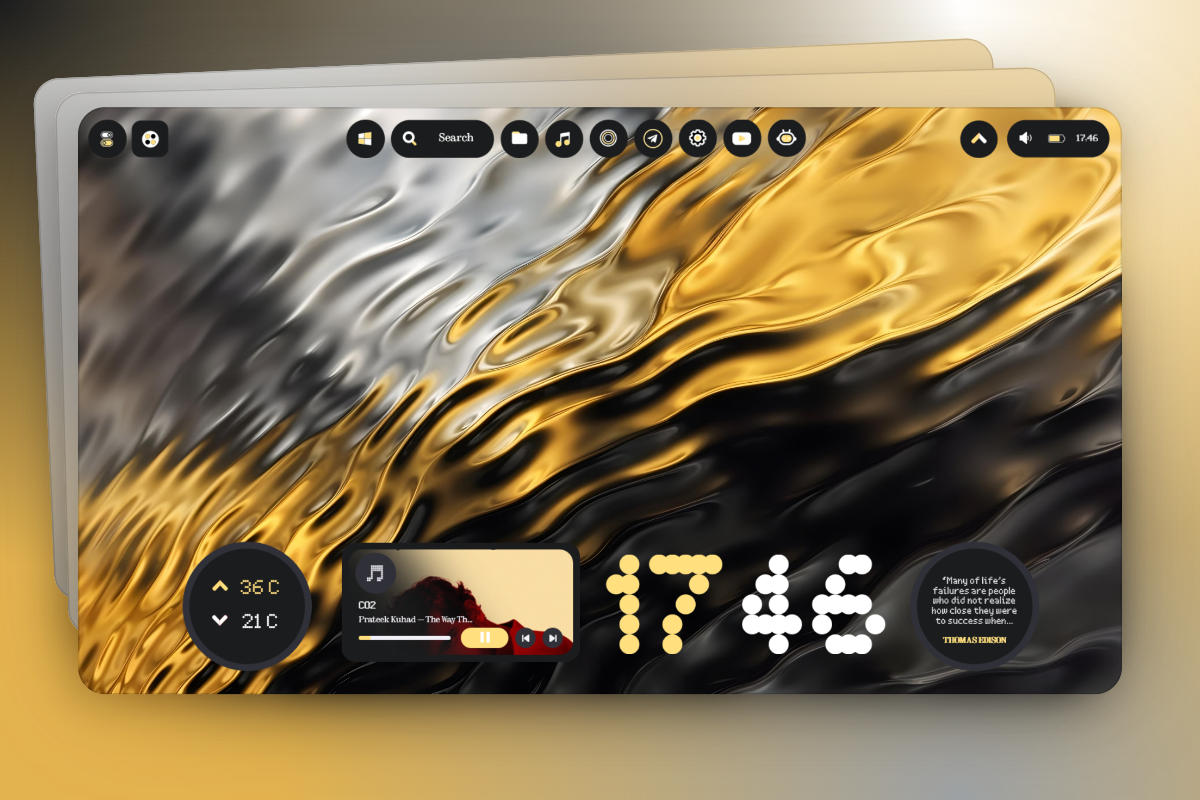 Search
17.46
36 C
21 C
CO2
Prateek Kuhad — The Way Th...
17 46
“Many of life's
failures are people
who did not realize
how close they were
to success when...
THOMAS EDISON